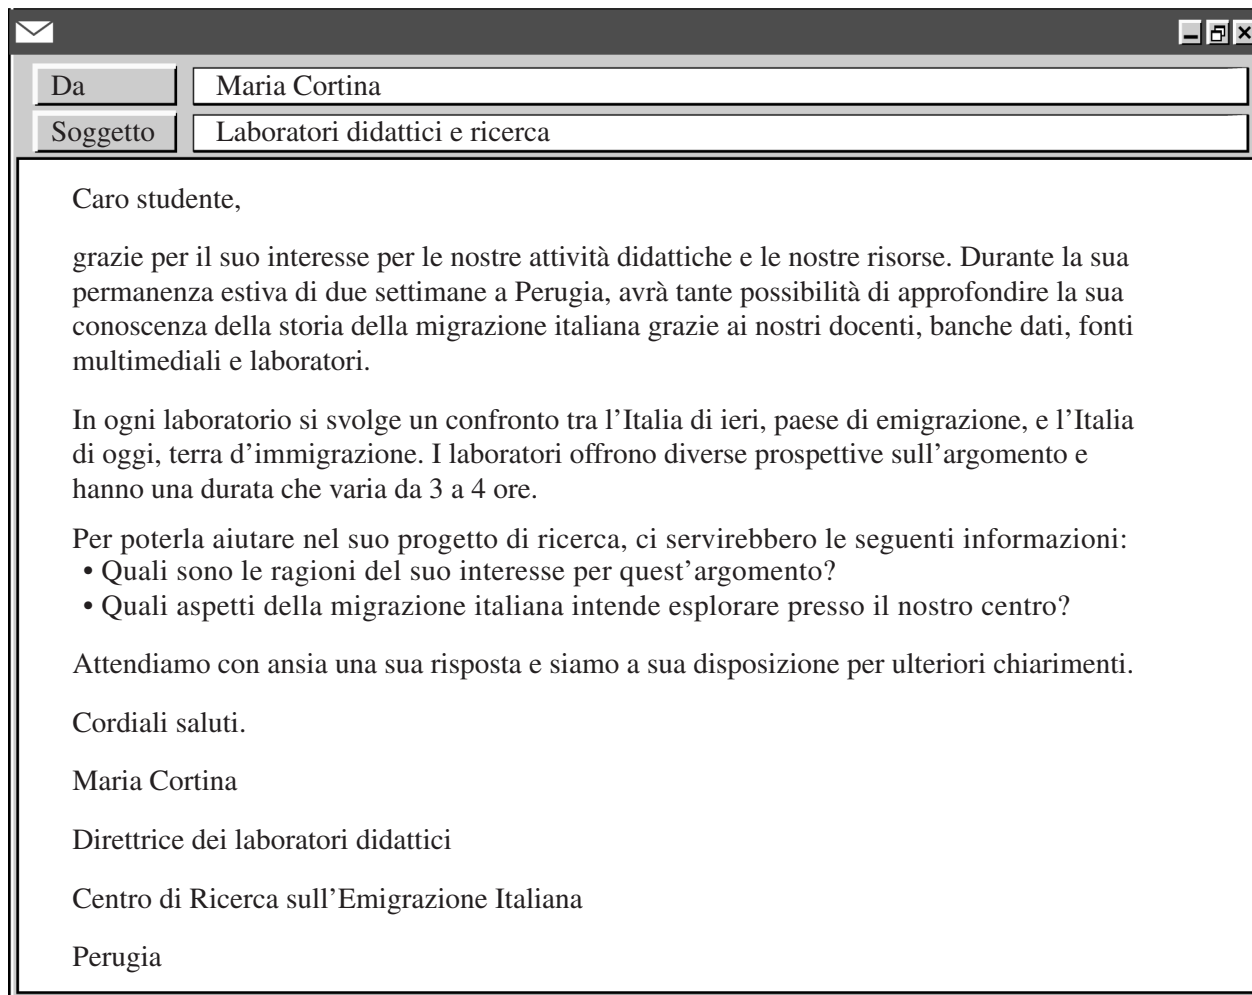 Da
Maria Cortina
Soggetto
Laboratori didattici e ricerca
Caro studente,
grazie per il suo interesse per le nostre attività didattiche e le nostre risorse. Durante la sua
permanenza estiva di due settimane a Perugia, avrà tante possibilità di approfondire la sua
conoscenza della storia della migrazione italiana grazie ai nostri docenti, banche dati, fonti
multimediali e laboratori.
In ogni laboratorio si svolge un confronto tra l’Italia di ieri, paese di emigrazione, e l’Italia
di oggi, terra d’immigrazione. I laboratori offrono diverse prospettive sull’argomento e
hanno una durata che varia da 3 a 4 ore.
Per poterla aiutare nel suo progetto di ricerca, ci servirebbero le seguenti informazioni:
• Quali sono le ragioni del suo interesse per quest’argomento?
• Quali aspetti della migrazione italiana intende esplorare presso il nostro centro?
Attendiamo con ansia una sua risposta e siamo a sua disposizione per ulteriori chiarimenti.
Cordiali saluti.
Maria Cortina
Direttrice dei laboratori didattici
Centro di Ricerca sull’Emigrazione Italiana
Perugia